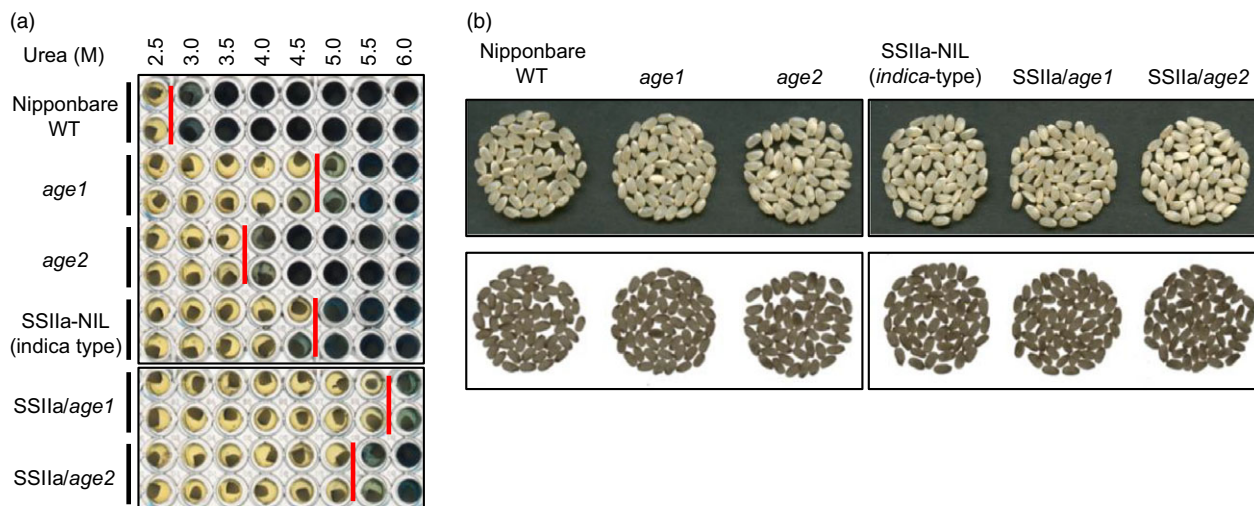 (a)
Urea (M)
2.5 3.0 3.5 4.0 4.5 5.0 5.5 6.0
Nipponbare
WT
age1
age2
SSIIa-NIL
(indica type)
SSIIa/age1
SSIIa/age2
(b)
Nipponbare
WT
age1
age2
SSIIa-NIL
(indica-type)
SSIIa/age1
SSIIa/age2